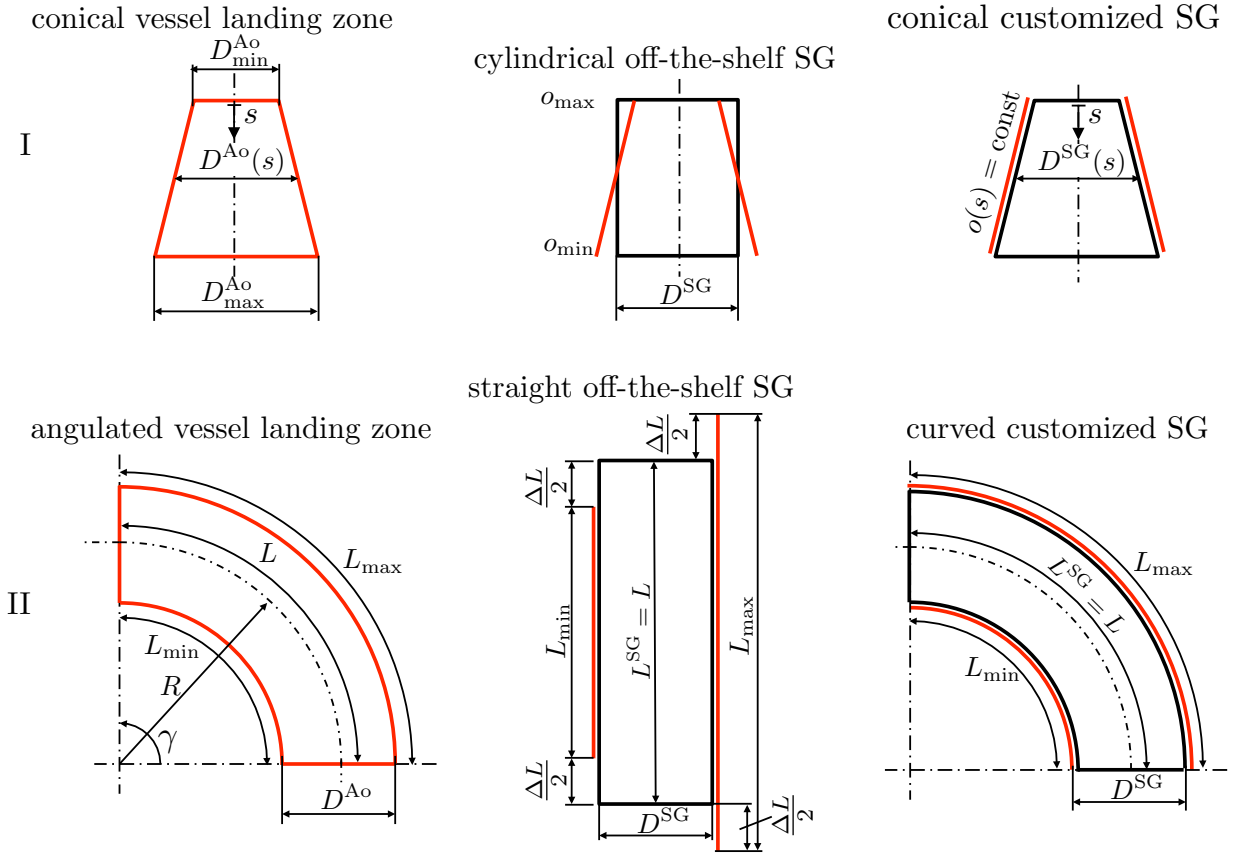 conical vessel landing zone
D^Ao_min
s
D^Ao(s)
D^Ao_max
I
cylindrical off-the-shelf SG
o_max
o_min
D^SG
conical customized SG
s
D^SG(s)
o(s) = const
angulated vessel landing zone
L
L_max
L_min
R
γ
D^Ao
II
straight off-the-shelf SG
ΔL/2
ΔL/2
L_min
L^SG = L
L_max
ΔL/2
D^SG
ΔL/2
curved customized SG
L^SG = L
L_max
L_min
D^SG